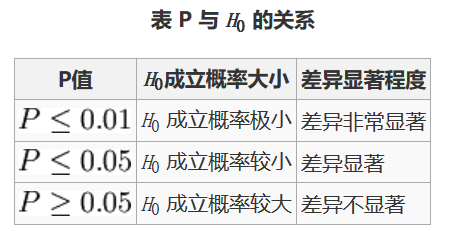 表 P 与 H₀ 的关系
P值 H₀成立概率大小 差异显著程度
P ≤ 0.01 H₀ 成立概率极小 差异非常显著
P ≤ 0.05 H₀ 成立概率较小 差异显著
P ≥ 0.05 H₀ 成立概率较大 差异不显著